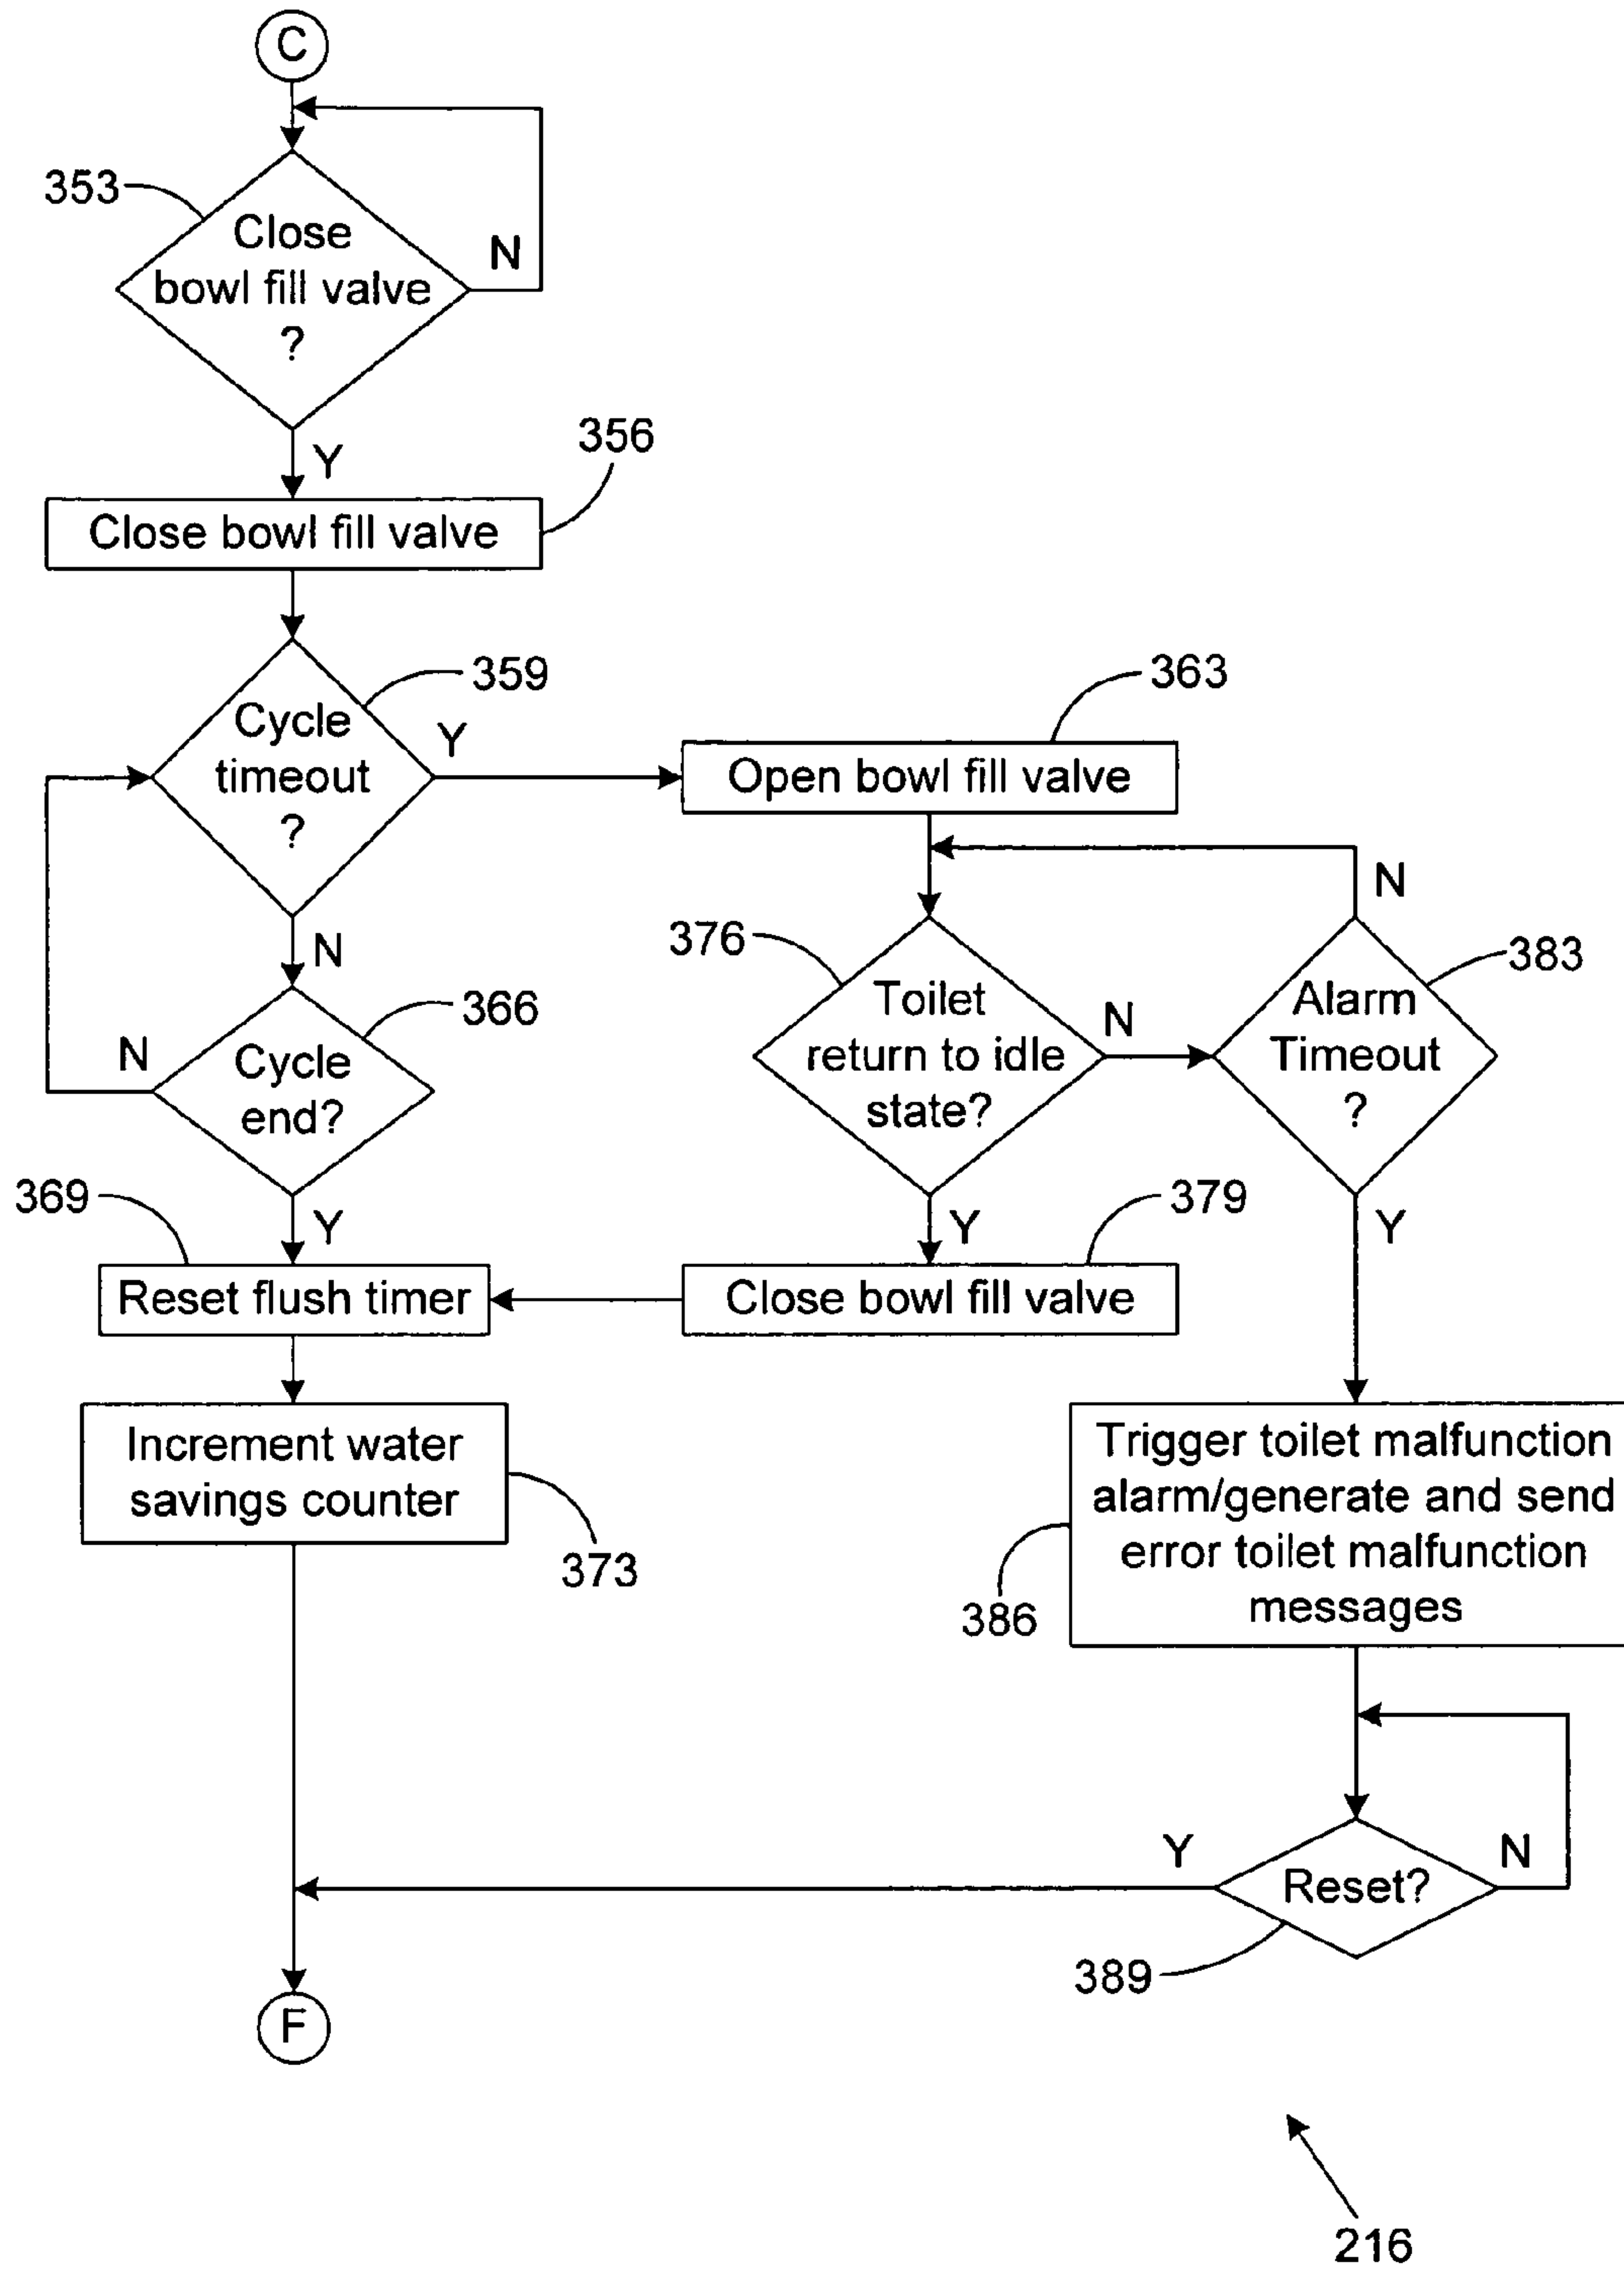 C
353
Close
bowl fill valve
?
N
Y
356
Close bowl fill valve
359
Cycle
timeout
?
Y
363
Open bowl fill valve
N
366
Cycle
end?
N
Y
376
Toilet
return to idle
state?
N
383
Alarm
Timeout
?
N
Y
Y
379
Close bowl fill valve
369
Reset flush timer
Increment water
savings counter
373
Trigger toilet malfunction
alarm/generate and send
error toilet malfunction
messages
386
Y
Reset?
N
389
F
216